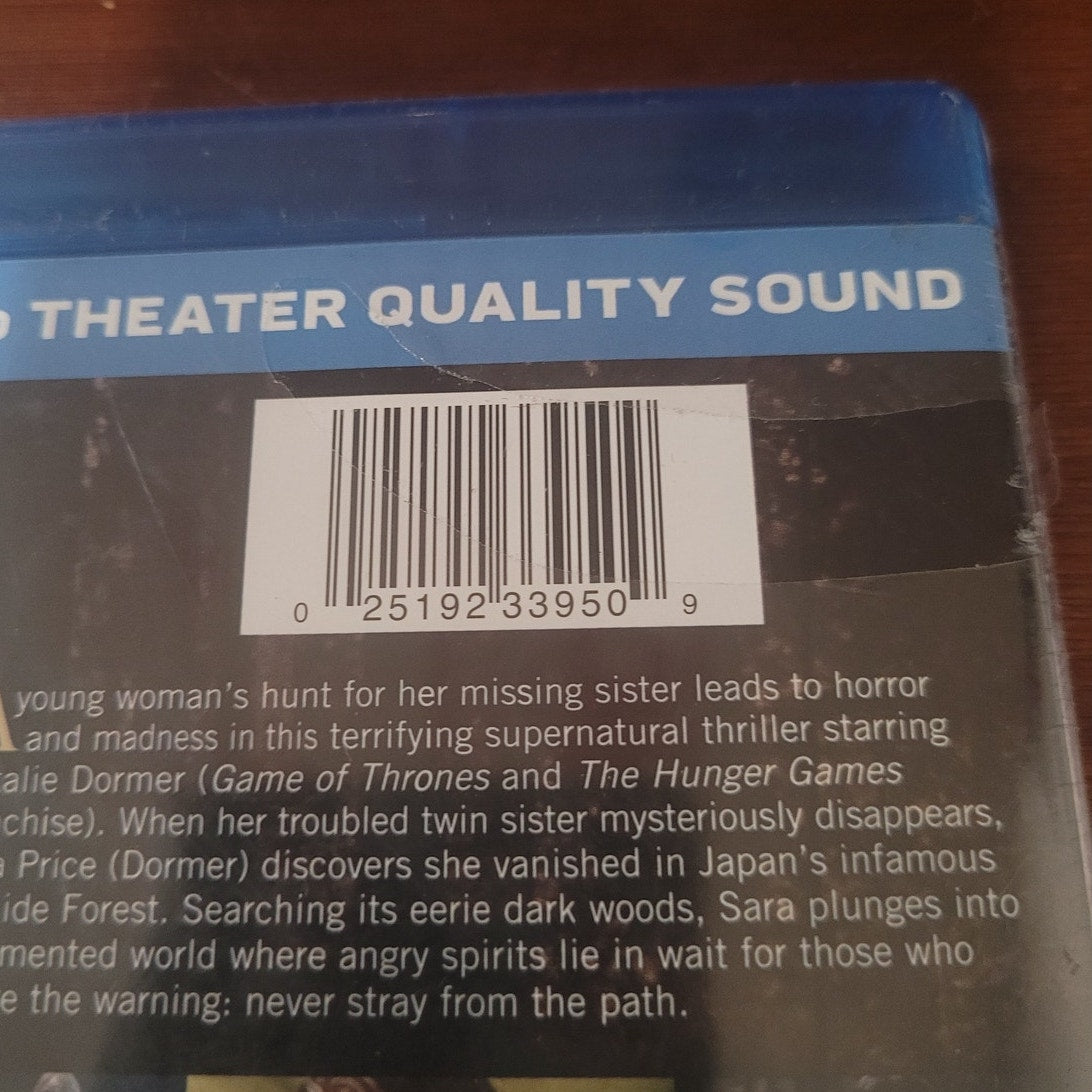 THEATER QUALITY SOUND
0 25192 33950 9
young woman's hunt for her missing sister leads to horror
and madness in this terrifying supernatural thriller starring
alie Dormer (Game of Thrones and The Hunger Games
chise). When her troubled twin sister mysteriously disappears,
Price (Dormer) discovers she vanished in Japan's infamous
ide Forest. Searching its eerie dark woods, Sara plunges into
mented world where angry spirits lie in wait for those who
e the warning: never stray from the path.